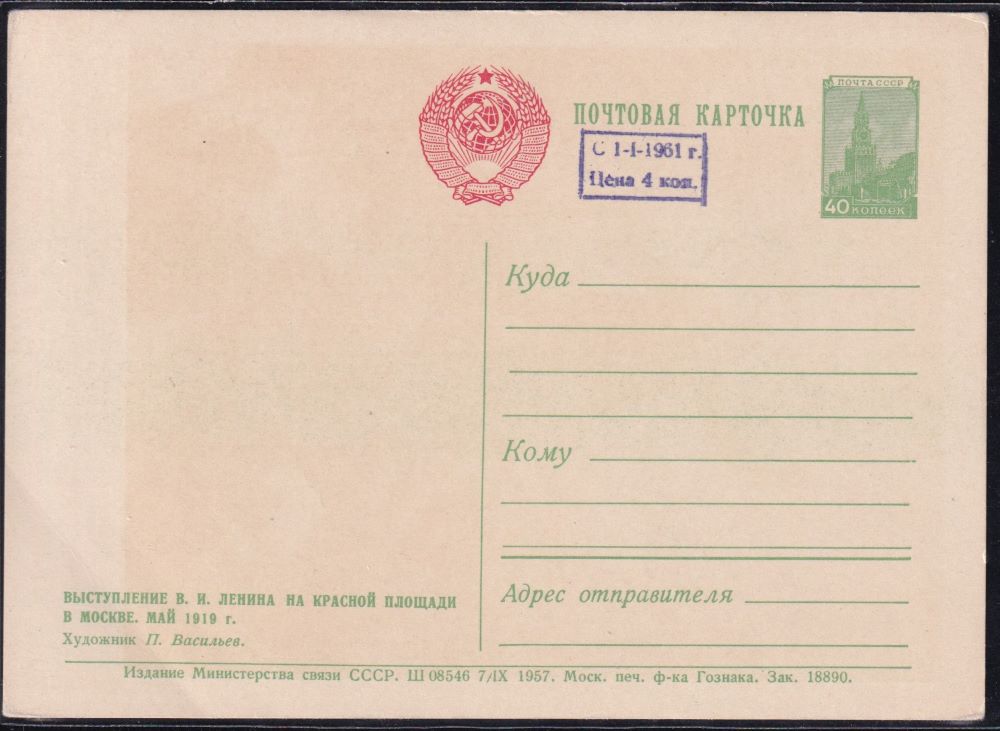 ПОЧТОВАЯ КАРТОЧКА
ПОЧТА СССР
40 КОПЕЕК
С 1-I-1961 г.
Цена 4 коп.
Куда
Кому
Адрес отправителя
ВЫСТУПЛЕНИЕ В. И. ЛЕНИНА НА КРАСНОЙ ПЛОЩАДИ
В МОСКВЕ. МАЙ 1919 г.
Художник П. Васильев.
Издание Министерства связи СССР. Ш 08546 7/IX 1957. Моск. печ. ф-ка Гознака. Зак. 18890.